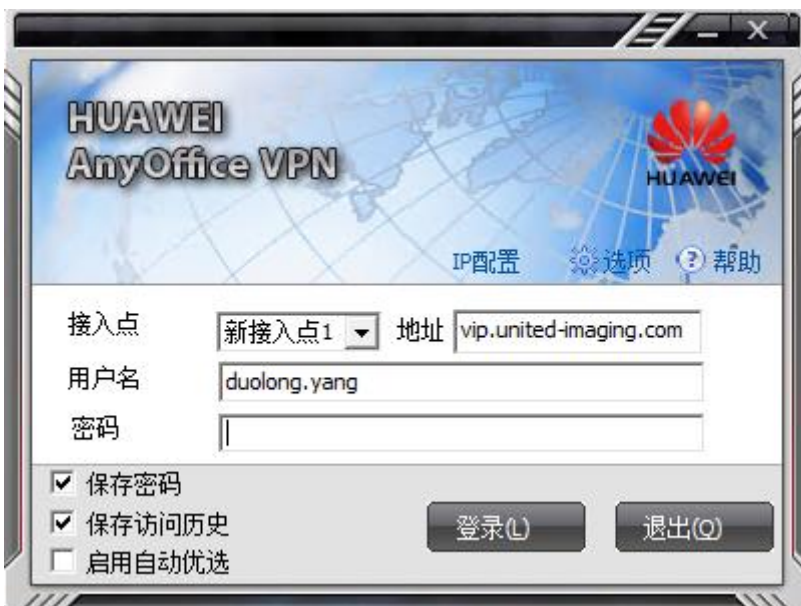 HUAWEI
AnyOffice VPN
HUAWEI
IP配置 选项 ? 帮助
接入点 新接入点1 地址 vip.united-imaging.com
用户名 duolong.yang
密码
保存密码
保存访问历史 登录(L) 退出(Q)
启用自动优选